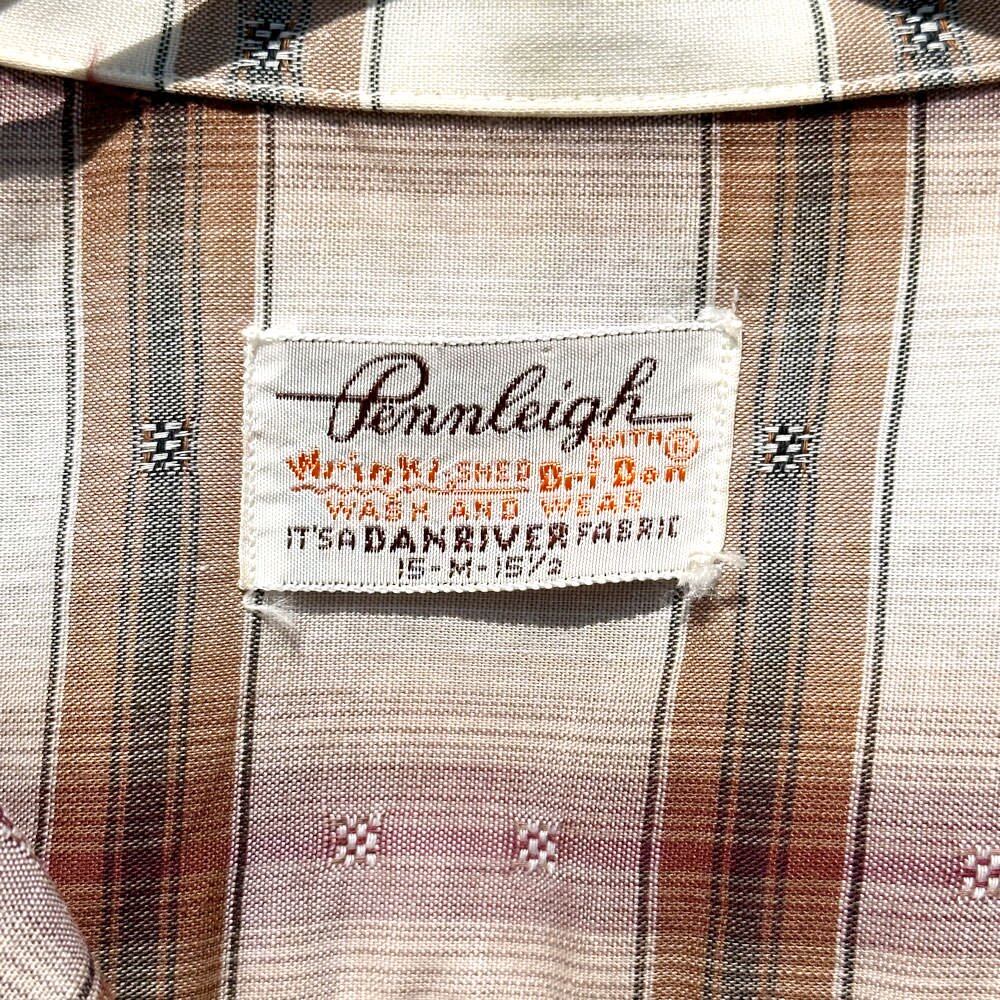 Pennleigh
WrinKl-SHED WITH Dri Don ®
WASH AND WEAR
IT'S A DAN RIVER FABRIC
15-M-15½